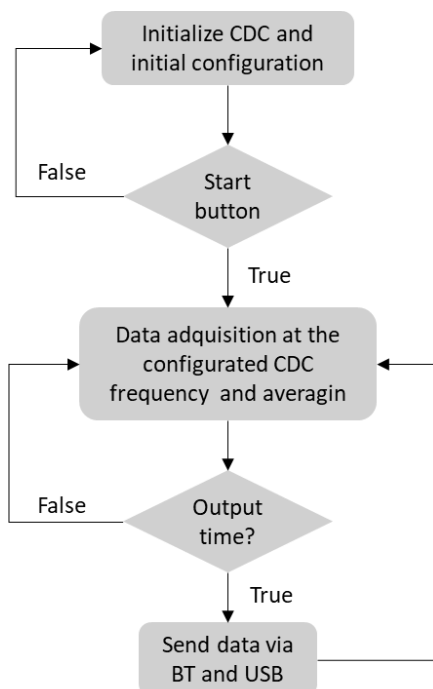 Initialize CDC and
initial configuration
False
Start
button
True
Data adquisition at the
configurated CDC
frequency and averagin
False
Output
time?
True
Send data via
BT and USB